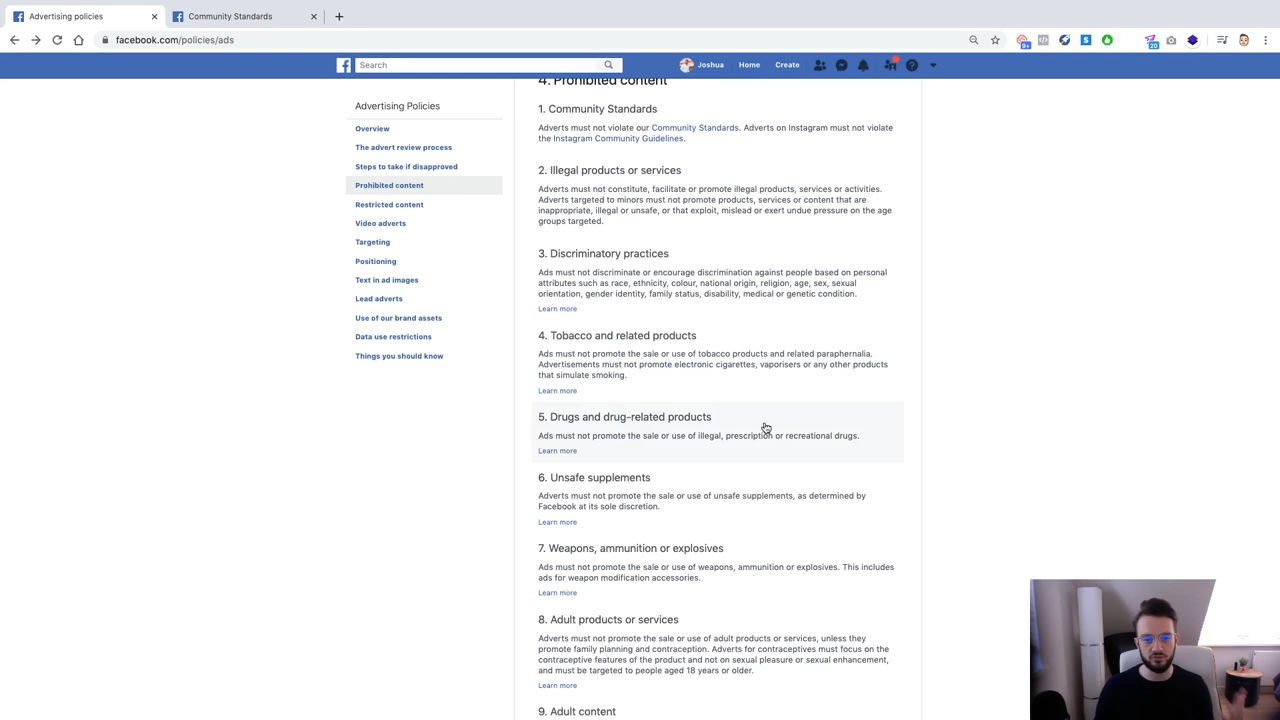 Advertising policies
Community Standards
facebook.com/policies/ads
9+
20
Search
Joshua
Home
Create
Advertising Policies
Overview
The advert review process
Steps to take if disapproved
Prohibited content
Restricted content
Video adverts
Targeting
Positioning
Text in ad images
Lead adverts
Use of our brand assets
Data use restrictions
Things you should know
4. Prohibited content
1. Community Standards
Adverts must not violate our Community Standards. Adverts on Instagram must not violate
the Instagram Community Guidelines.
2. Illegal products or services
Adverts must not constitute, facilitate or promote illegal products, services or activities.
Adverts targeted to minors must not promote products, services or content that are
inappropriate, illegal or unsafe, or that exploit, mislead or exert undue pressure on the age
groups targeted.
3. Discriminatory practices
Ads must not discriminate or encourage discrimination against people based on personal
attributes such as race, ethnicity, colour, national origin, religion, age, sex, sexual
orientation, gender identity, family status, disability, medical or genetic condition.
Learn more
4. Tobacco and related products
Ads must not promote the sale or use of tobacco products and related paraphernalia.
Advertisements must not promote electronic cigarettes, vaporisers or any other products
that simulate smoking.
Learn more
5. Drugs and drug-related products
Ads must not promote the sale or use of illegal, prescription or recreational drugs.
Learn more
6. Unsafe supplements
Adverts must not promote the sale or use of unsafe supplements, as determined by
Facebook at its sole discretion.
Learn more
7. Weapons, ammunition or explosives
Ads must not promote the sale or use of weapons, ammunition or explosives. This includes
ads for weapon modification accessories.
Learn more
8. Adult products or services
Adverts must not promote the sale or use of adult products or services, unless they
promote family planning and contraception. Adverts for contraceptives must focus on the
contraceptive features of the product and not on sexual pleasure or sexual enhancement,
and must be targeted to people aged 18 years or older.
Learn more
9. Adult content